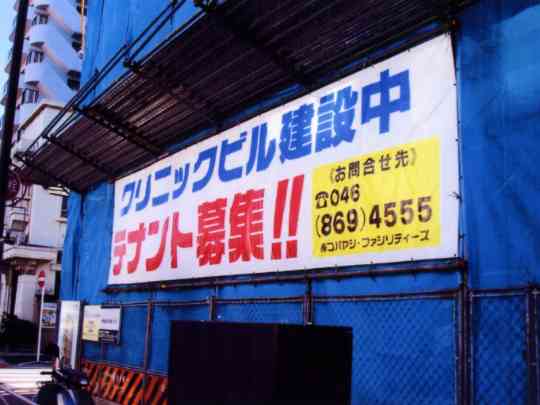 クリニックビル建設中
テナント募集!!
《お問合せ先》
☎046
(869)4555
㈲コバヤシ・ファシリティーズ